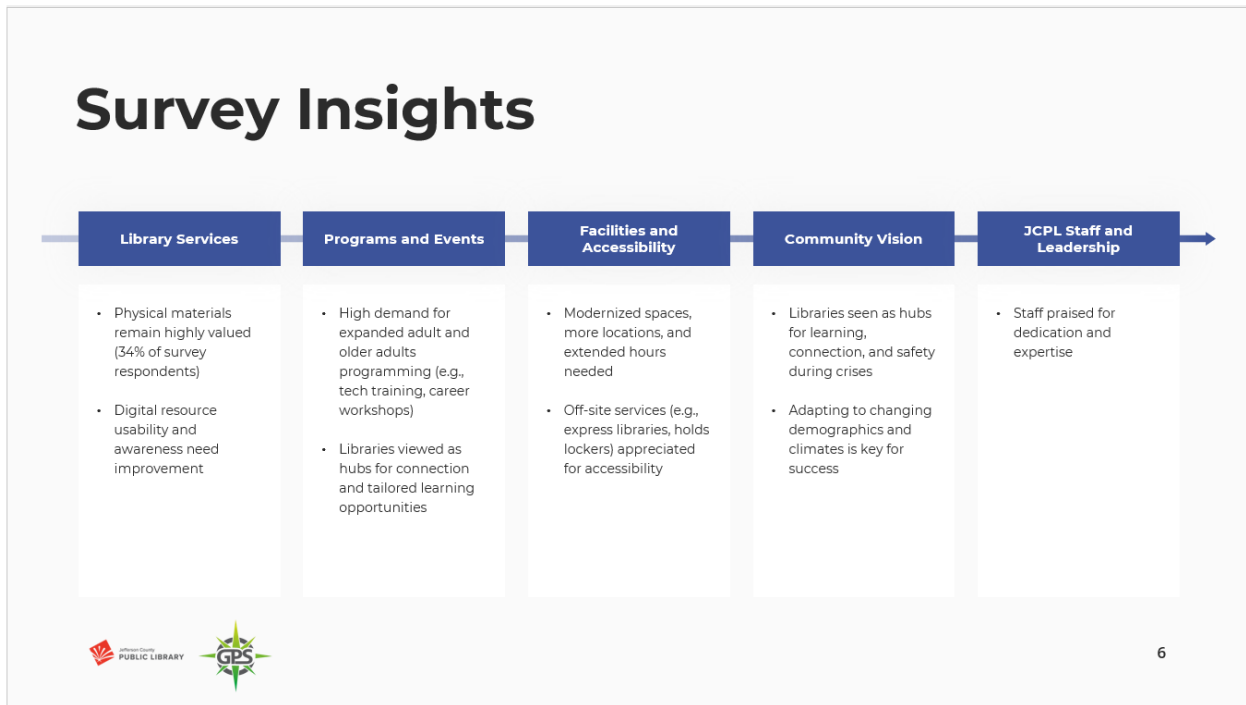 Survey Insights
Library Services
Programs and Events
Facilities and
Accessibility
Community Vision
JCPL Staff and
Leadership
• Physical materials
remain highly valued
(34% of survey
respondents)
• Digital resource
usability and
awareness need
improvement
• High demand for
expanded adult and
older adults
programming (e.g.,
tech training, career
workshops)
• Libraries viewed as
hubs for connection
and tailored learning
opportunities
• Modernized spaces,
more locations, and
extended hours
needed
• Off-site services (e.g.,
express libraries, holds
lockers) appreciated
for accessibility
• Libraries seen as hubs
for learning,
connection, and safety
during crises
• Adapting to changing
demographics and
climates is key for
success
• Staff praised for
dedication and
expertise
Jefferson County
PUBLIC LIBRARY
GPS
6